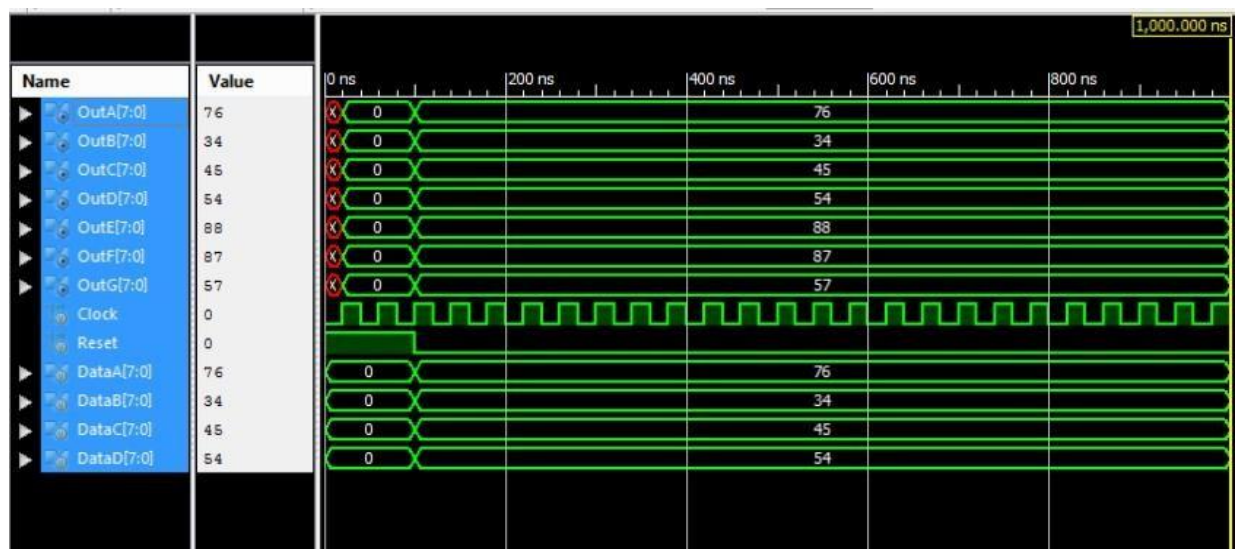 1,000.000 ns
Name Value 0 ns 200 ns 400 ns 600 ns 800 ns
OutA[7:0] 76 X 0 76
OutB[7:0] 34 X 0 34
OutC[7:0] 45 X 0 45
OutD[7:0] 54 X 0 54
OutE[7:0] 88 X 0 88
OutF[7:0] 87 X 0 87
OutG[7:0] 57 X 0 57
Clock 0
Reset 0
DataA[7:0] 76 0 76
DataB[7:0] 34 0 34
DataC[7:0] 45 0 45
DataD[7:0] 54 0 54